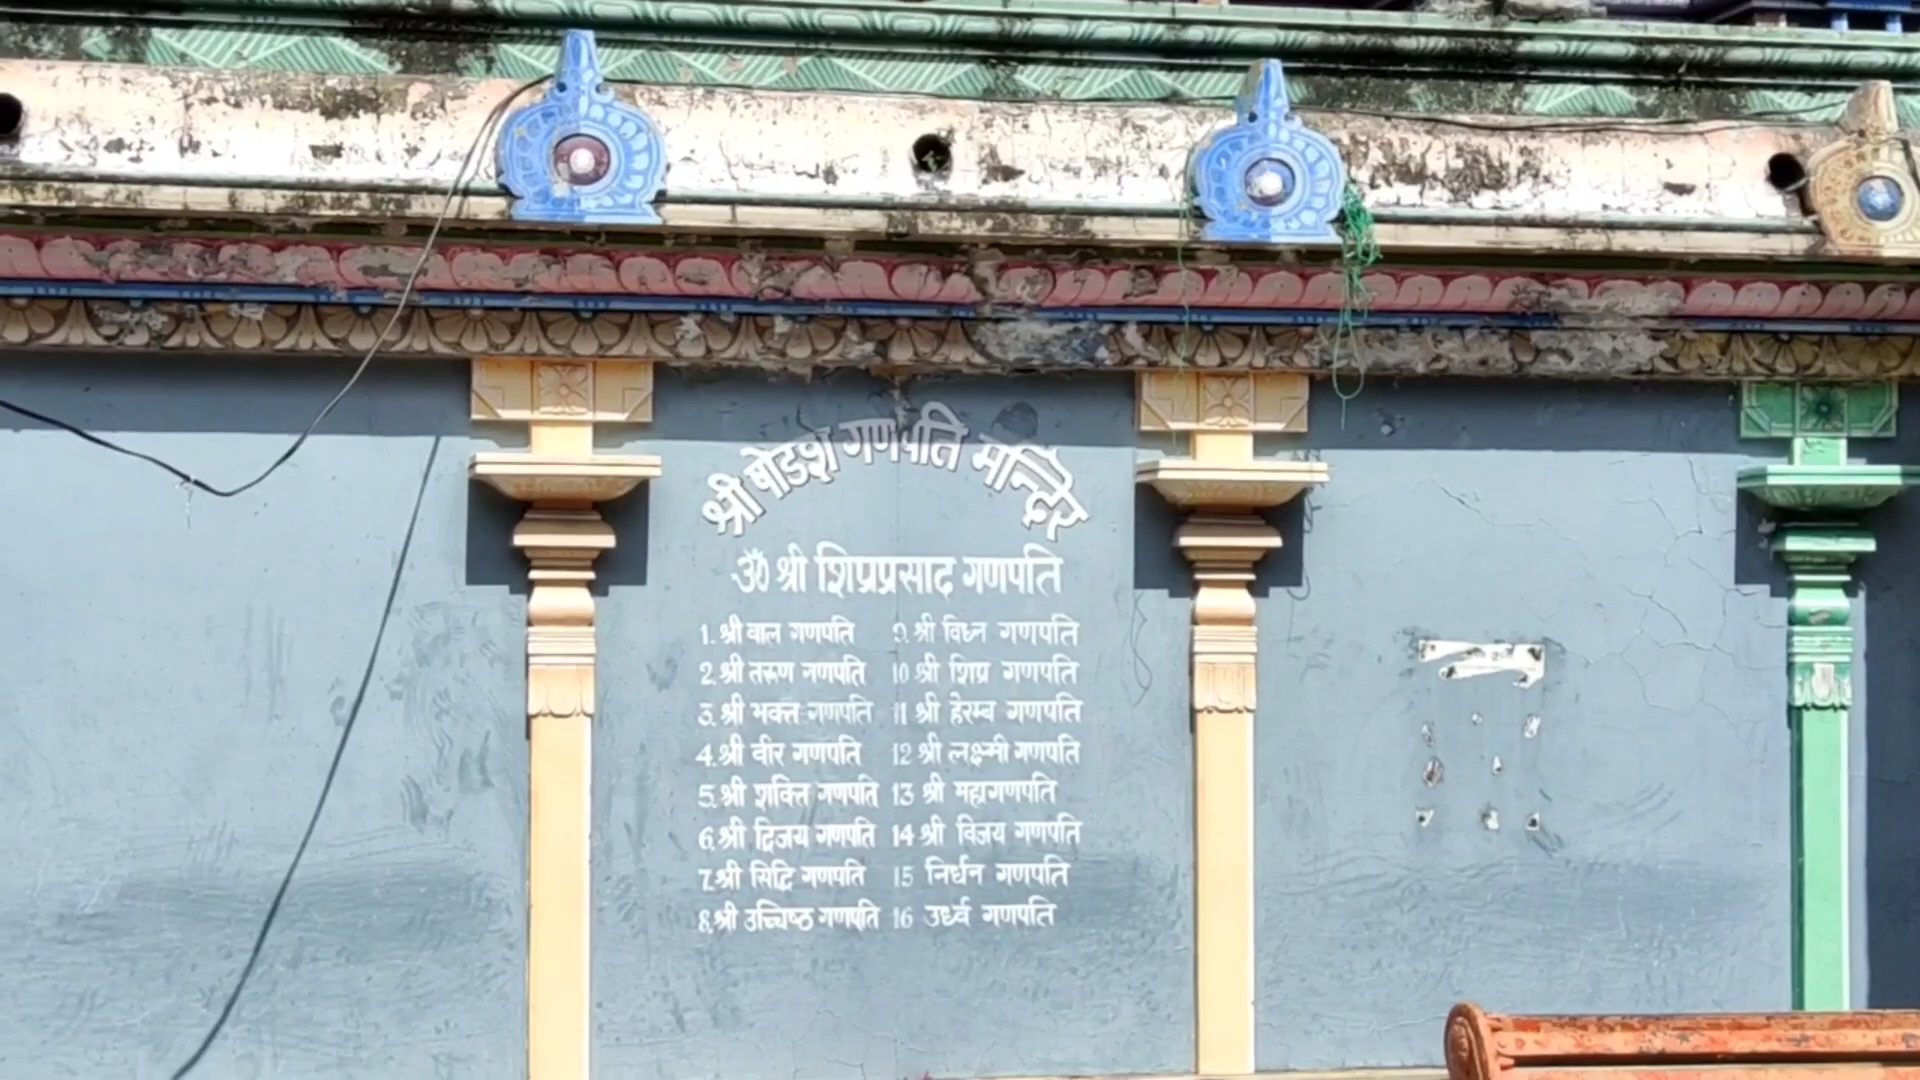 श्री षोडश गणपति मन्दिर
ॐ श्री शिप्रप्रसाद गणपति
1. श्री बाल गणपति
2. श्री तरुण गणपति
3. श्री भक्त गणपति
4. श्री वीर गणपति
5. श्री शक्ति गणपति
6. श्री द्विजय गणपति
7. श्री सिद्धि गणपति
8. श्री उच्चिष्ठ गणपति
9. श्री विघ्न गणपति
10 श्री शिप्र गणपति
11 श्री हेरम्ब गणपति
12 श्री लक्ष्मी गणपति
13 श्री महागणपति
14 श्री विजय गणपति
15 निर्धन गणपति
16 उर्ध्व गणपति